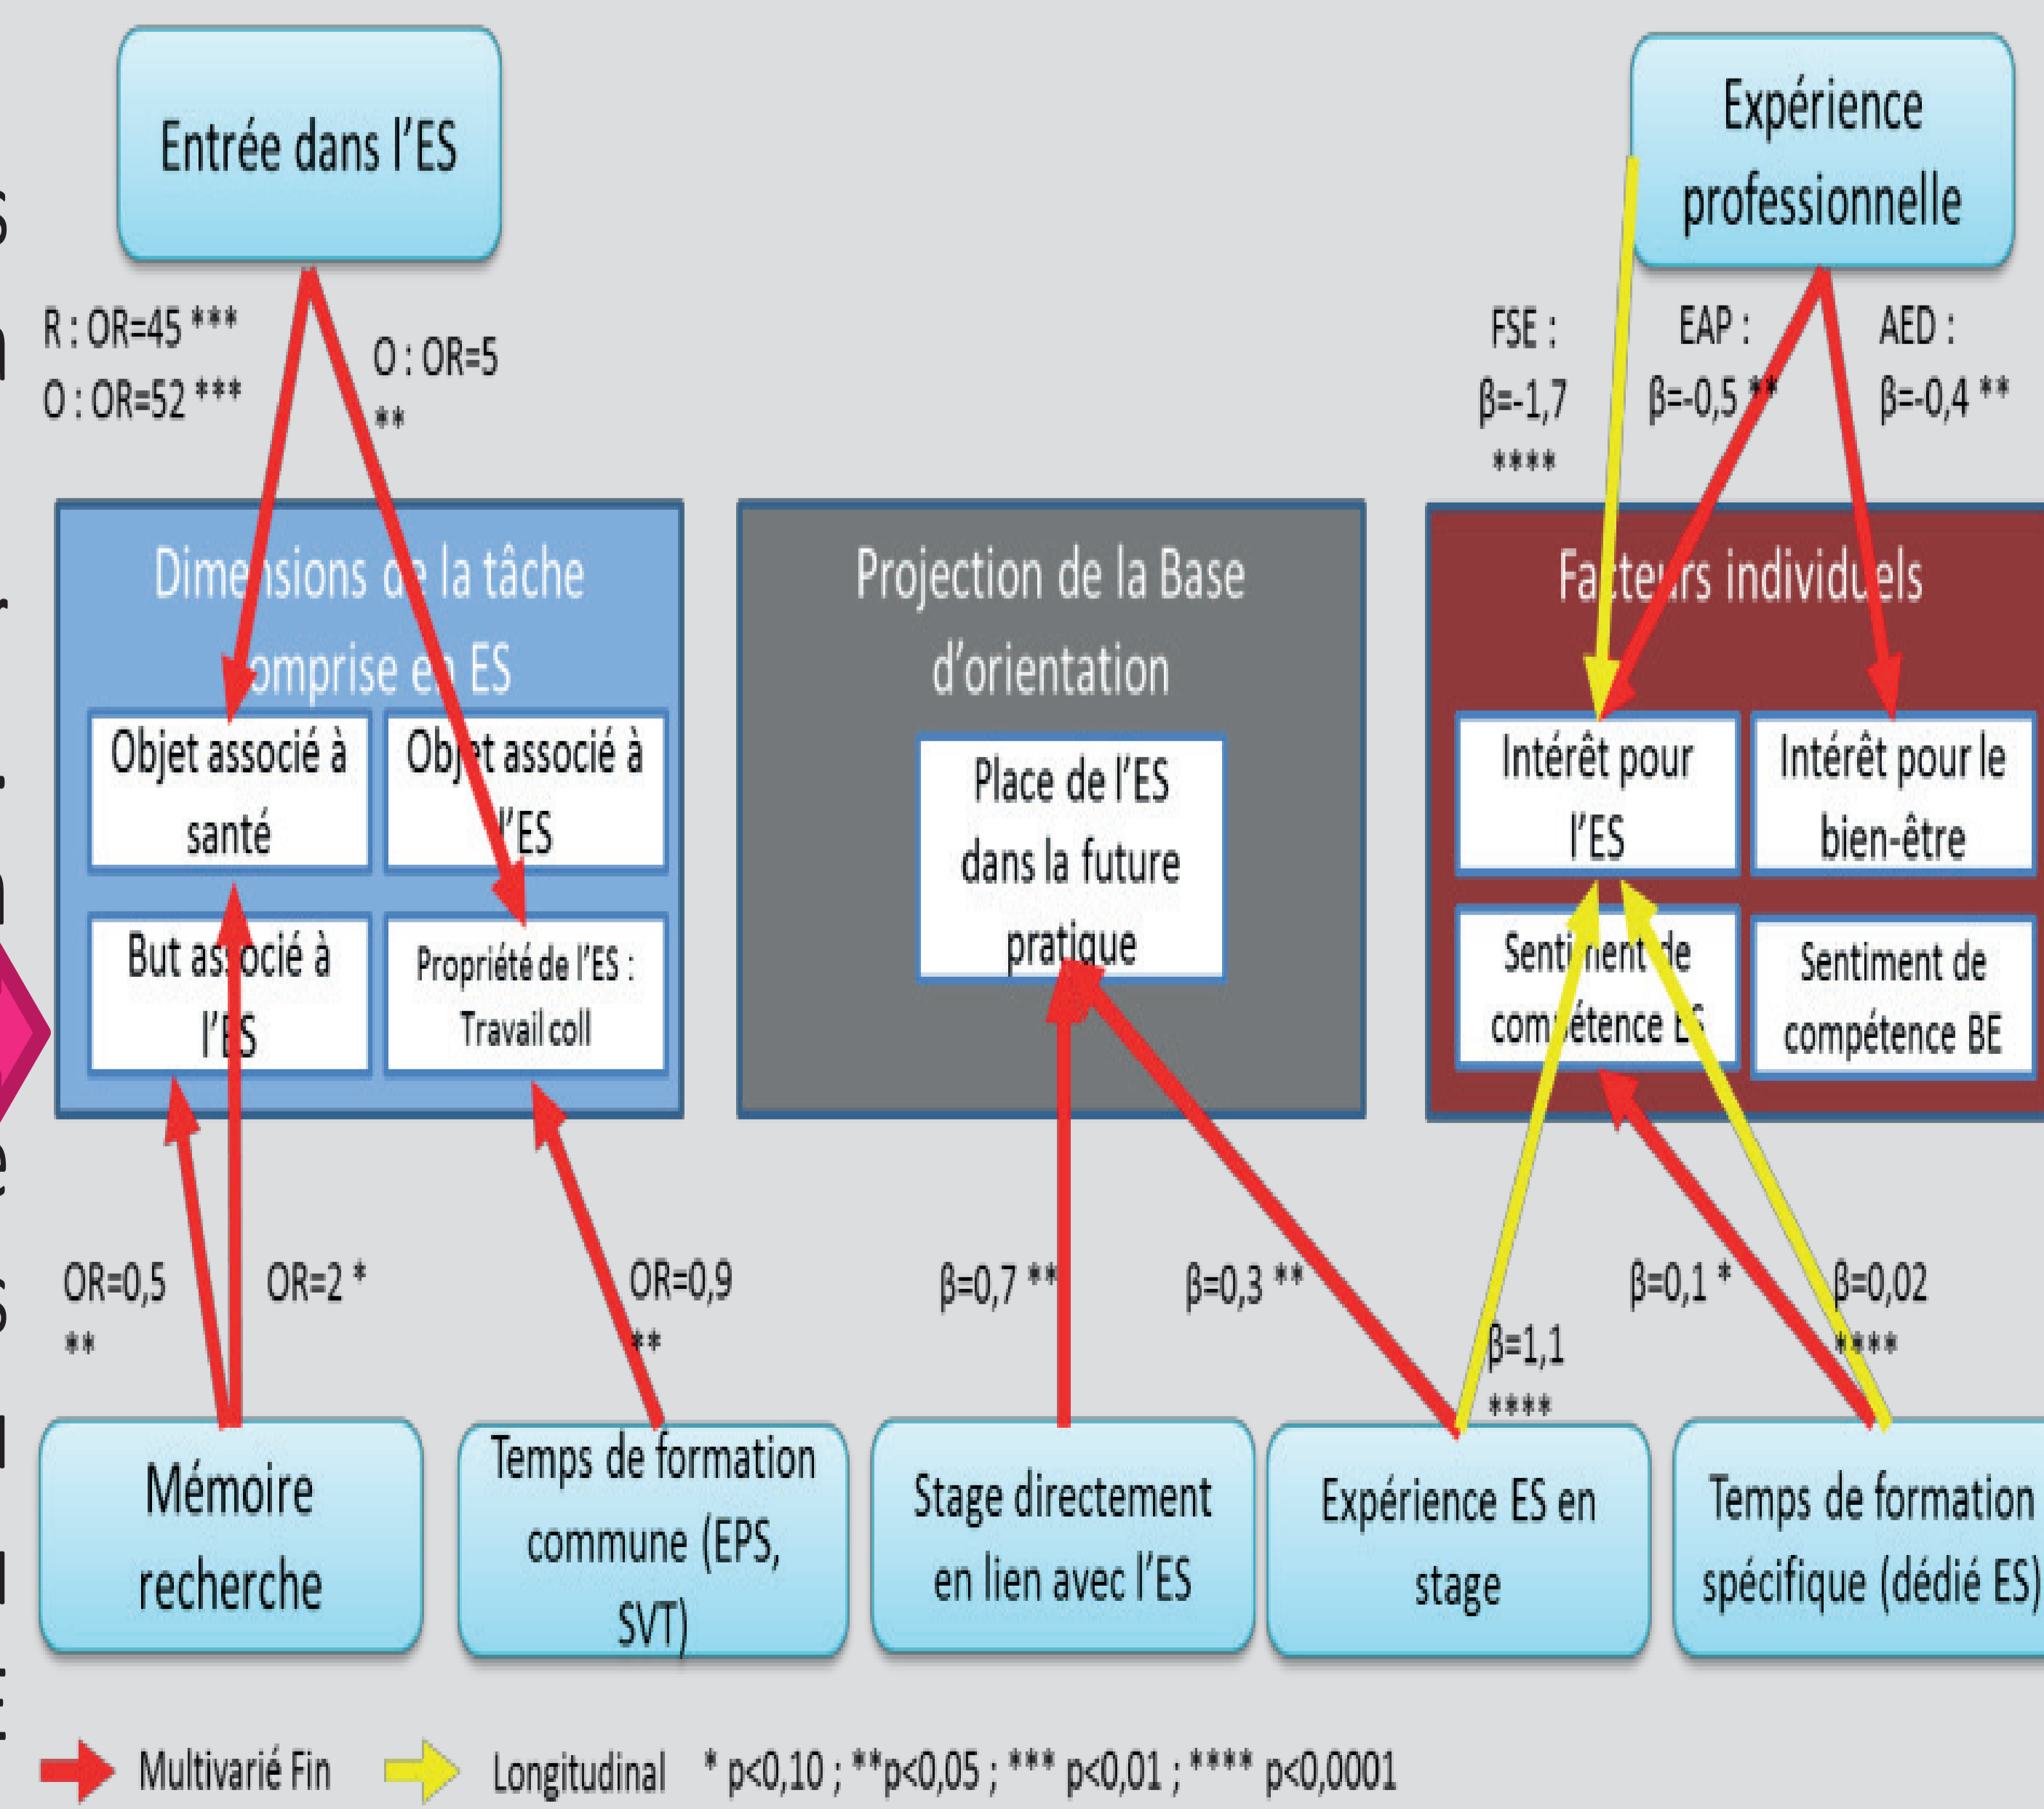 Entrée dans l'ES
Expérience
professionnelle
R : OR=45 ***
O : OR=52 ***
O : OR=5
**
FSE :
β=-1,7
****
EAP :
β=-0,5 **
AED :
β=-0,4 **
Dimensions de la tâche
comprise en ES
Objet associé à
santé
Objet associé à
l'ES
But associé à
l'ES
Propriété de l'ES :
Travail coll
Projection de la Base
d'orientation
Place de l'ES
dans la future
pratique
Facteurs individuels
Intérêt pour
l'ES
Intérêt pour le
bien-être
Sentiment de
compétence ES
Sentiment de
compétence BE
OR=0,5
**
OR=2 *
OR=0,9
**
β=0,7 **
β=0,3 **
β=1,1
****
β=0,1 *
β=0,02
****
Mémoire
recherche
Temps de formation
commune (EPS,
SVT)
Stage directement
en lien avec l'ES
Expérience ES en
stage
Temps de formation
spécifique (dédié ES)
Multivarié Fin
Longitudinal
* p<0,10 ; **p<0,05 ; *** p<0,01 ; **** p<0,0001